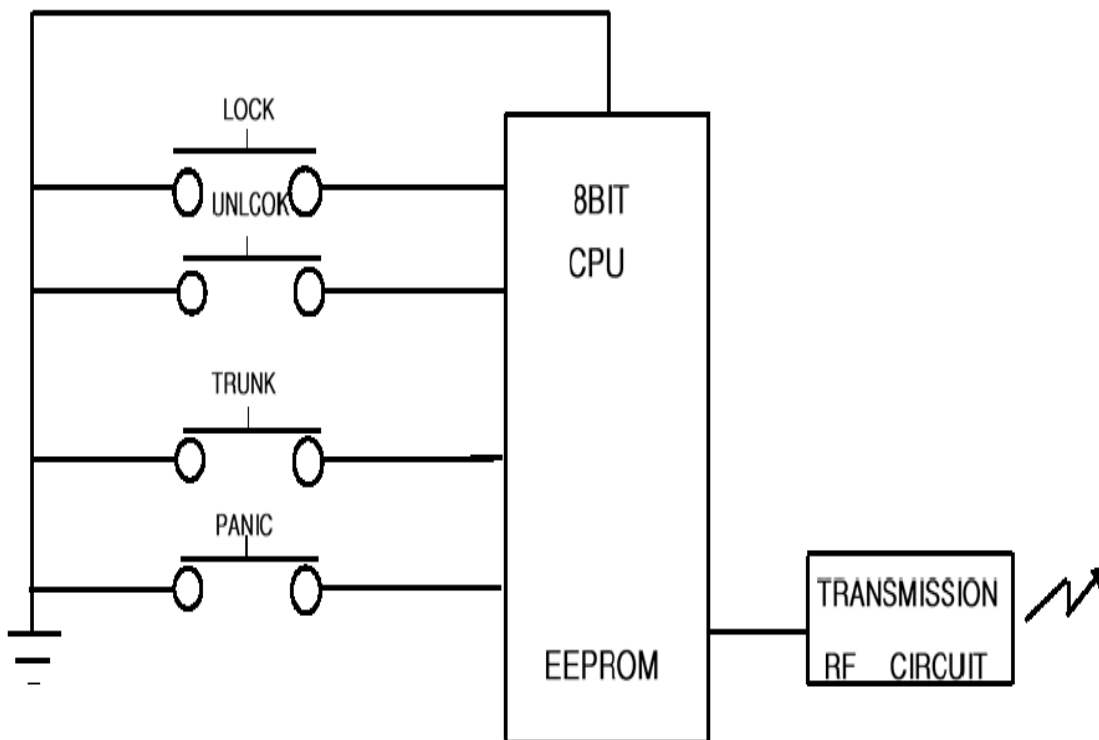 LOCK
UNLCOK
TRUNK
PANIC
8BIT
CPU
EEPROM
TRANSMISSION
RF CIRCUIT